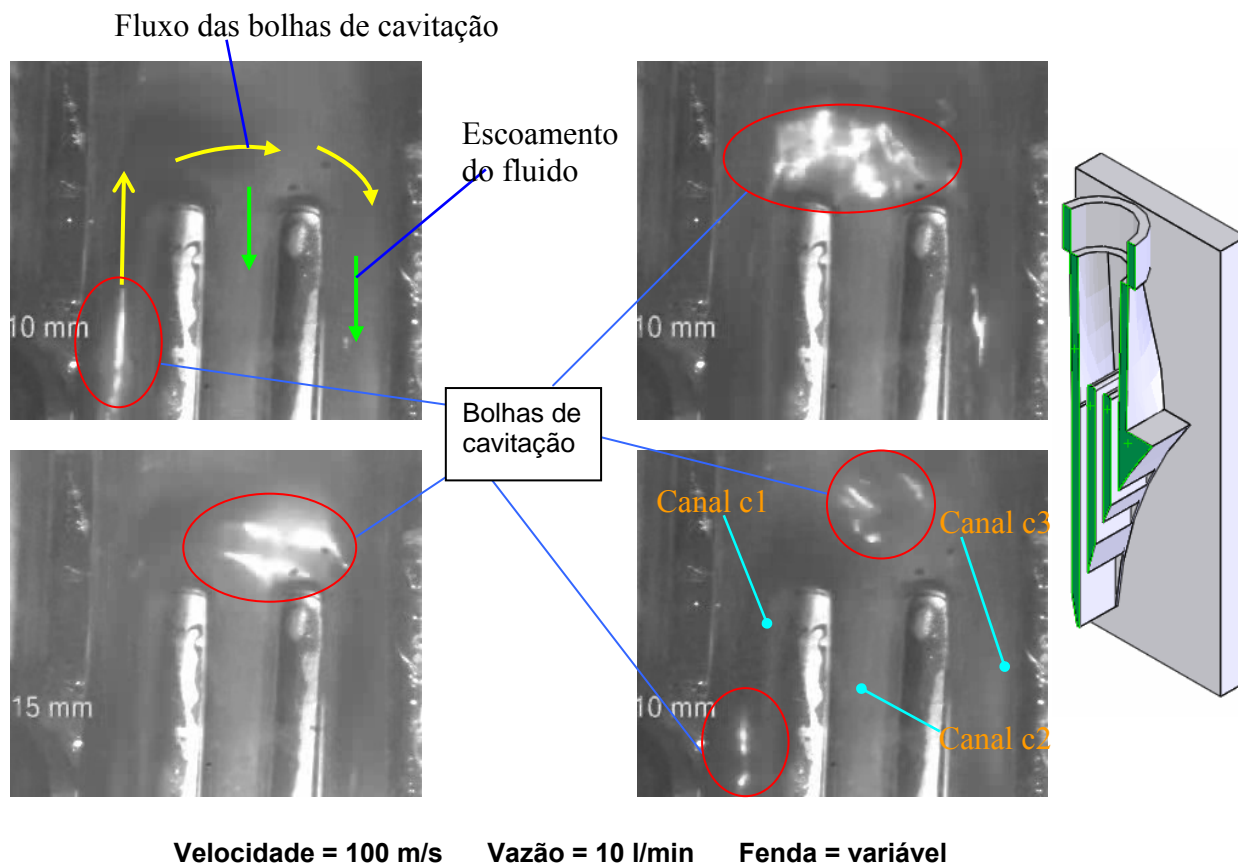 Fluxo das bolhas de cavitação
Escoamento
do fluido
10 mm
10 mm
Bolhas de
cavitação
Canal c1
Canal c3
15 mm
10 mm
Canal c2
Velocidade = 100 m/s Vazão = 10 l/min Fenda = variável